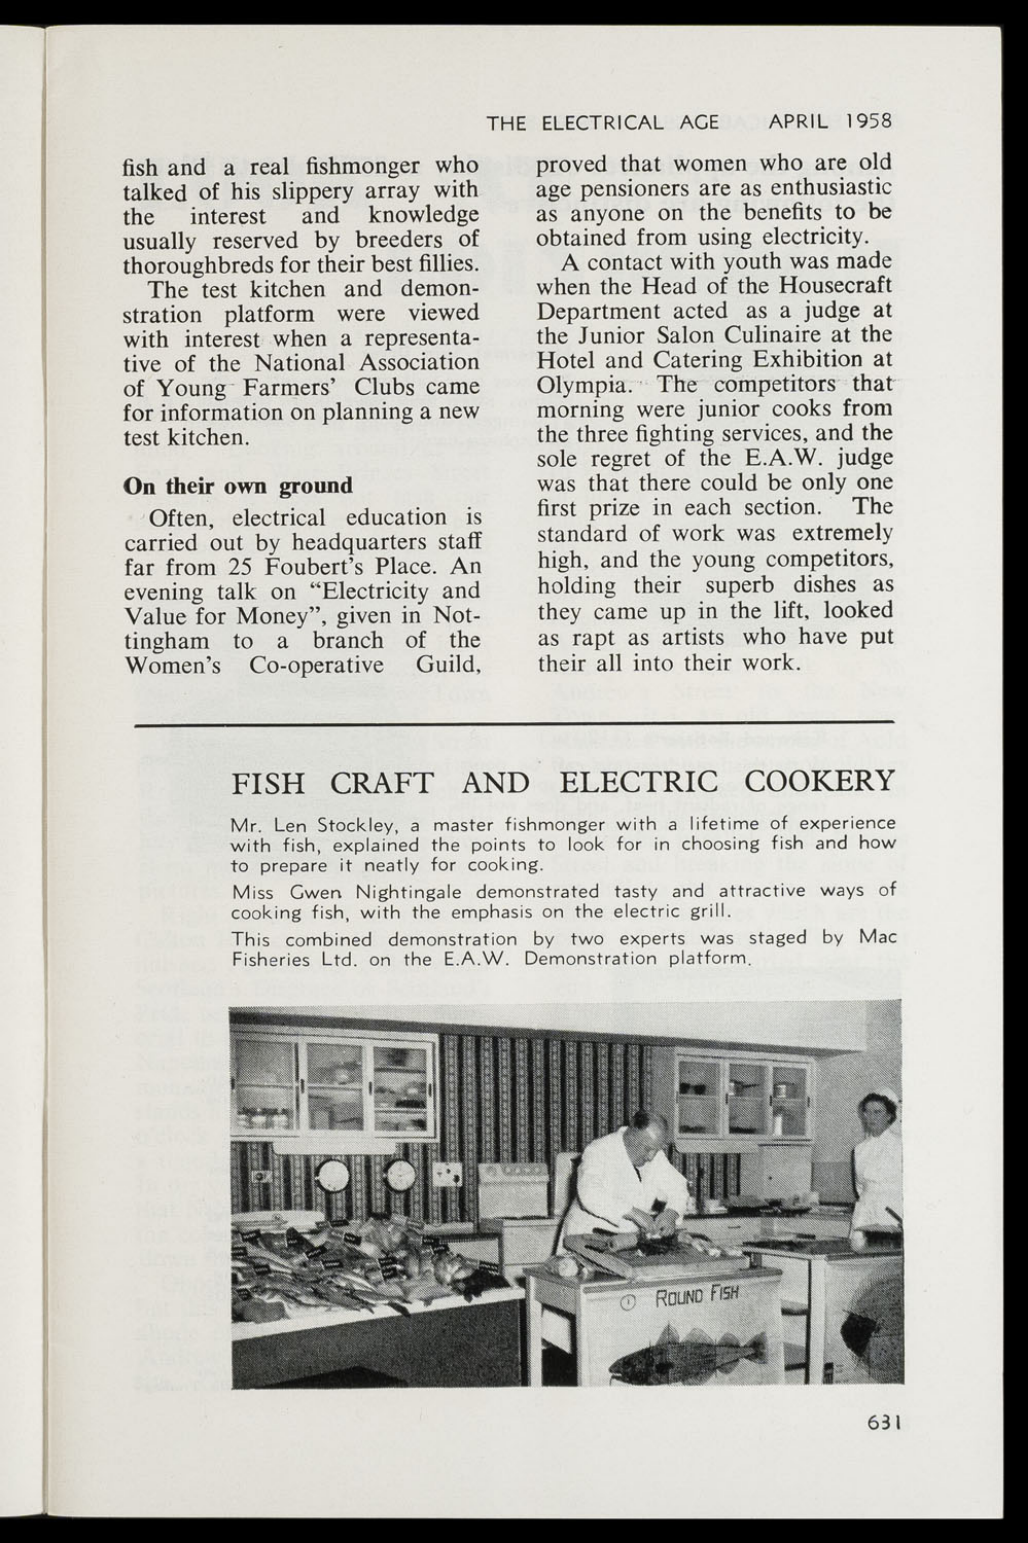 THE ELECTRICAL AGE APRIL 1958
fish and a real fishmonger who
talked of his slippery array with
the interest and knowledge
usually reserved by breeders of
thoroughbreds for their best fillies.
The test kitchen and demon-
stration platform were viewed
with interest when a representa-
tive of the National Association
of Young Farmers' Clubs came
for information on planning a new
test kitchen.
On their own ground
Often, electrical education is
carried out by headquarters staff
far from 25 Foubert's Place. An
evening talk on "Electricity and
Value for Money", given in Not-
tingham to a branch of the
Women's Co-operative Guild,
proved that women who are old
age pensioners are as enthusiastic
as anyone on the benefits to be
obtained from using electricity.
A contact with youth was made
when the Head of the Housecraft
Department acted as a judge at
the Junior Salon Culinaire at the
Hotel and Catering Exhibition at
Olympia. The competitors that
morning were junior cooks from
the three fighting services, and the
sole regret of the E.A.W. judge
was that there could be only one
first prize in each section. The
standard of work was extremely
high, and the young competitors,
holding their superb dishes as
they came up in the lift, looked
as rapt as artists who have put
their all into their work.
FISH CRAFT AND ELECTRIC COOKERY
Mr. Len Stockley, a master fishmonger with a lifetime of experience
with fish, explained the points to look for in choosing fish and how
to prepare it neatly for cooking.
Miss Gwen Nightingale demonstrated tasty and attractive ways of
cooking fish, with the emphasis on the electric grill.
This combined demonstration by two experts was staged by Mac
Fisheries Ltd. on the E.A.W. Demonstration platform.
1 ROUND FISH
631